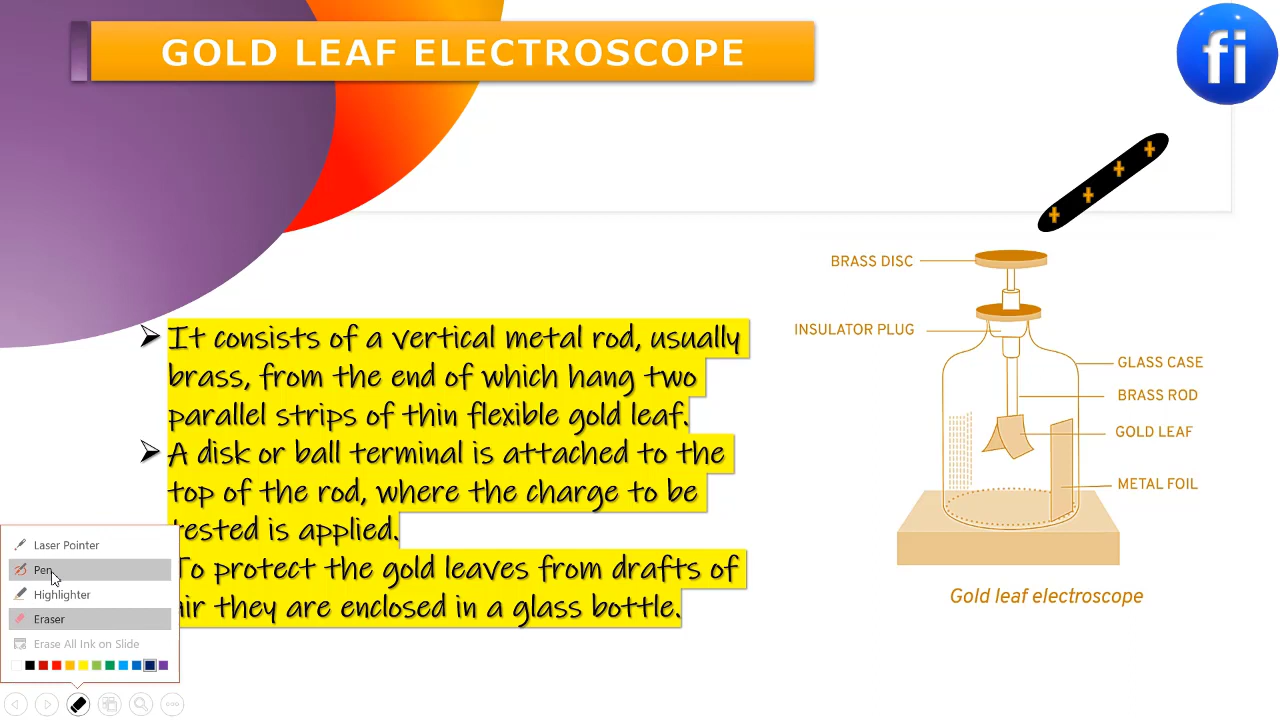 GOLD LEAF ELECTROSCOPE
fi
+ + + +
BRASS DISC
INSULATOR PLUG
GLASS CASE
BRASS ROD
GOLD LEAF
METAL FOIL
Gold leaf electroscope
➢ It consists of a vertical metal rod, usually
brass, from the end of which hang two
parallel strips of thin flexible gold leaf.
➢ A disk or ball terminal is attached to the
top of the rod, where the charge to be
tested is applied.
To protect the gold leaves from drafts of
air they are enclosed in a glass bottle.
Laser Pointer
Pen
Highlighter
Eraser
Erase All Ink on Slide